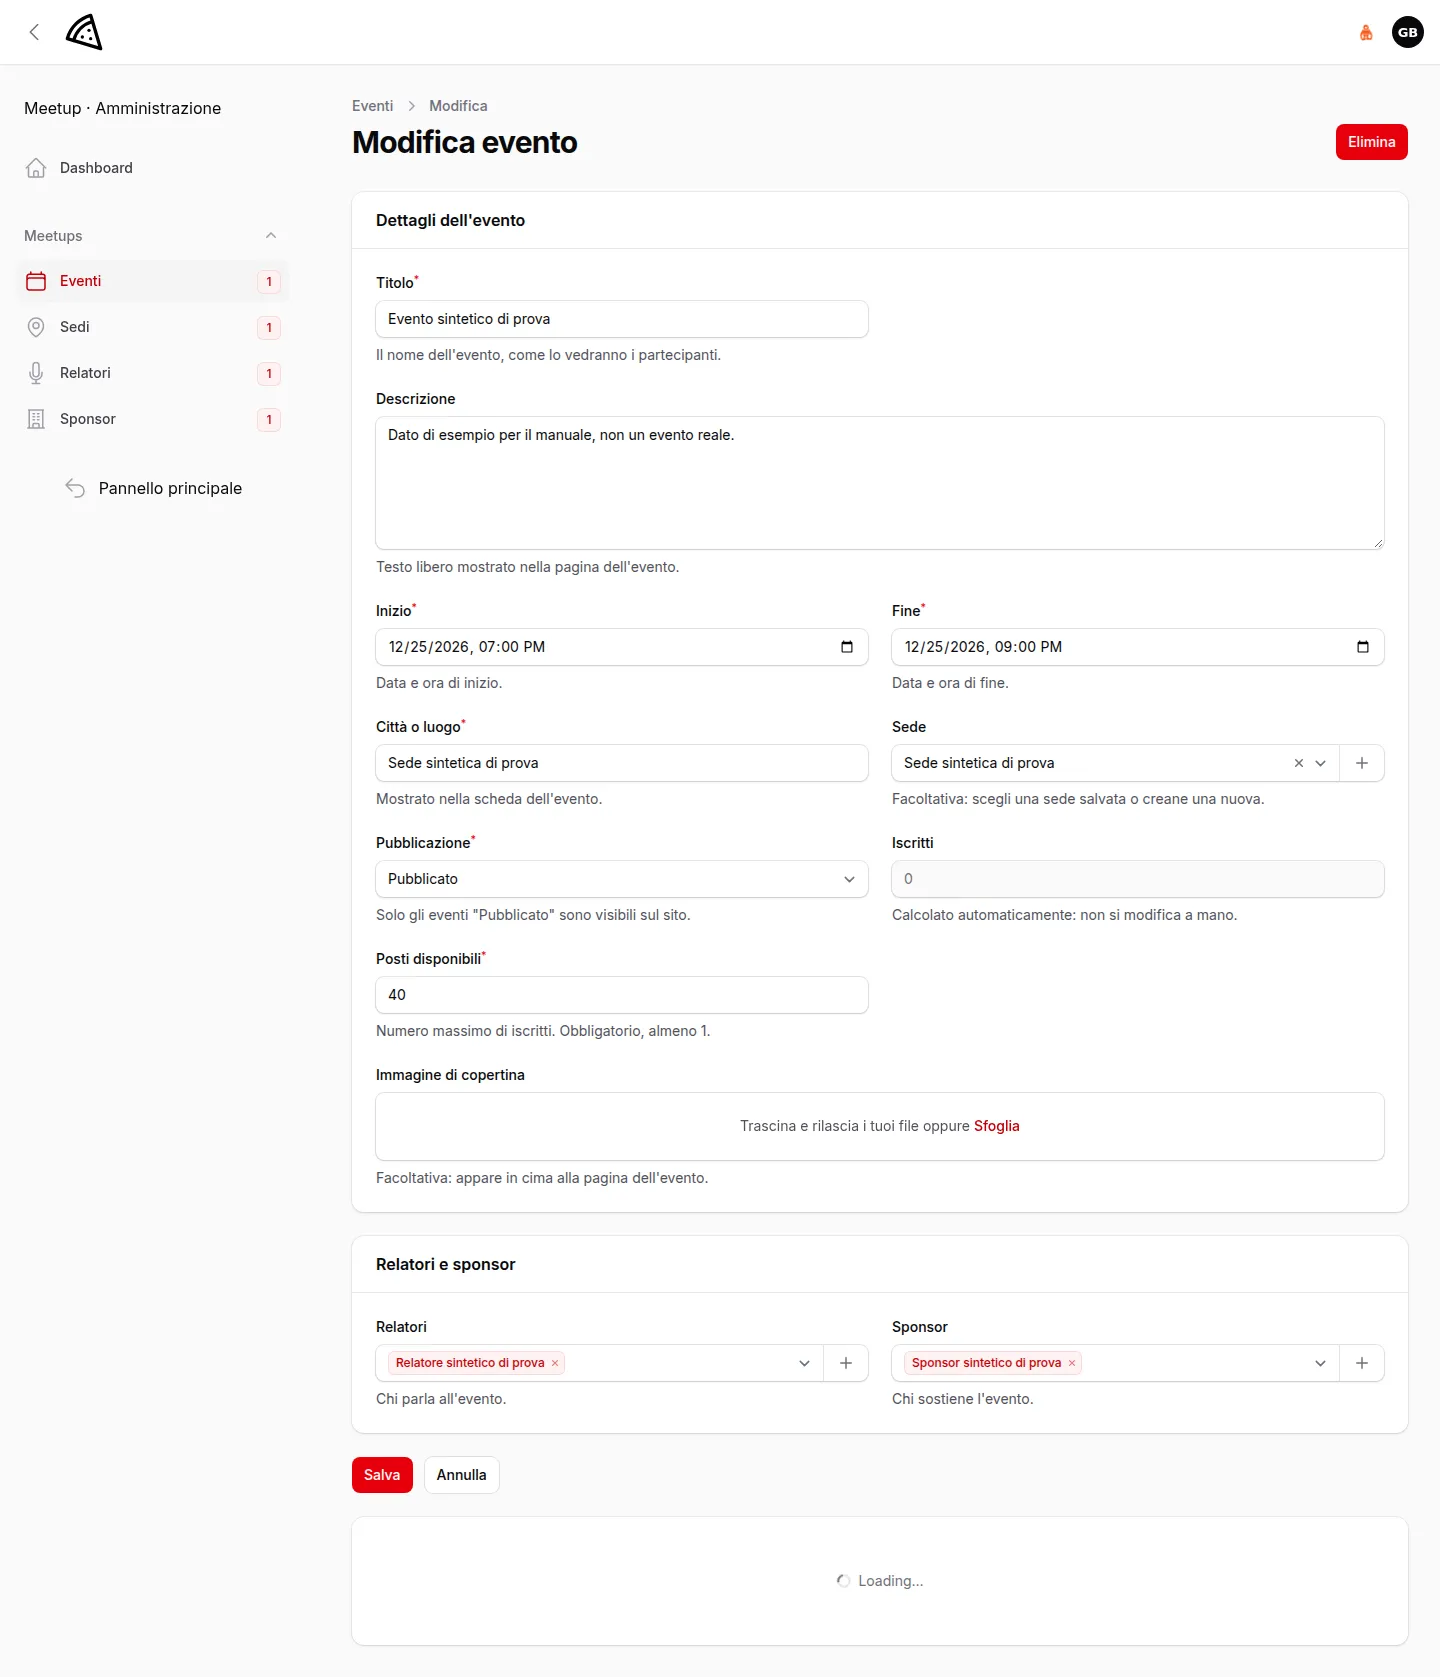 GB
Meetup · Amministrazione
Dashboard
Meetups
Eventi 1
Sedi 1
Relatori 1
Sponsor 1
Pannello principale
Eventi Modifica
Modifica evento
Elimina
Dettagli dell'evento
Titolo*
Evento sintetico di prova
Il nome dell'evento, come lo vedranno i partecipanti.
Descrizione
Dato di esempio per il manuale, non un evento reale.
Testo libero mostrato nella pagina dell'evento.
Inizio* Fine*
12/25/2026, 07:00 PM 12/25/2026, 09:00 PM
Data e ora di inizio. Data e ora di fine.
Città o luogo* Sede
Sede sintetica di prova Sede sintetica di prova
Mostrato nella scheda dell'evento. Facoltativa: scegli una sede salvata o creane una nuova.
Pubblicazione* Iscritti
Pubblicato 0
Solo gli eventi "Pubblicato" sono visibili sul sito. Calcolato automaticamente: non si modifica a mano.
Posti disponibili*
40
Numero massimo di iscritti. Obbligatorio, almeno 1.
Immagine di copertina
Trascina e rilascia i tuoi file oppure Sfoglia
Facoltativa: appare in cima alla pagina dell'evento.
Relatori e sponsor
Relatori Sponsor
Relatore sintetico di prova × Sponsor sintetico di prova ×
Chi parla all'evento. Chi sostiene l'evento.
Salva Annulla
Loading...